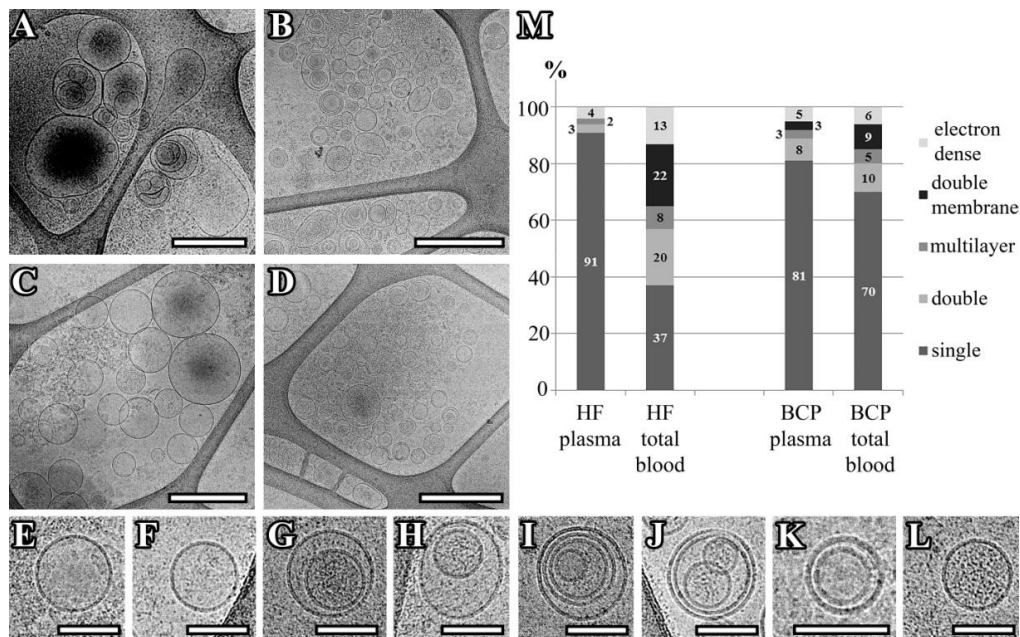 A
B
C
D
E
F
G
H
I
J
K
L
M
%
100
80
60
40
20
0
4
3
2
91
13
22
8
20
37
5
3
3
8
81
6
9
5
10
70
HF
plasma
HF
total
blood
BCP
plasma
BCP
total
blood
electron
dense
double
membrane
multilayer
double
single